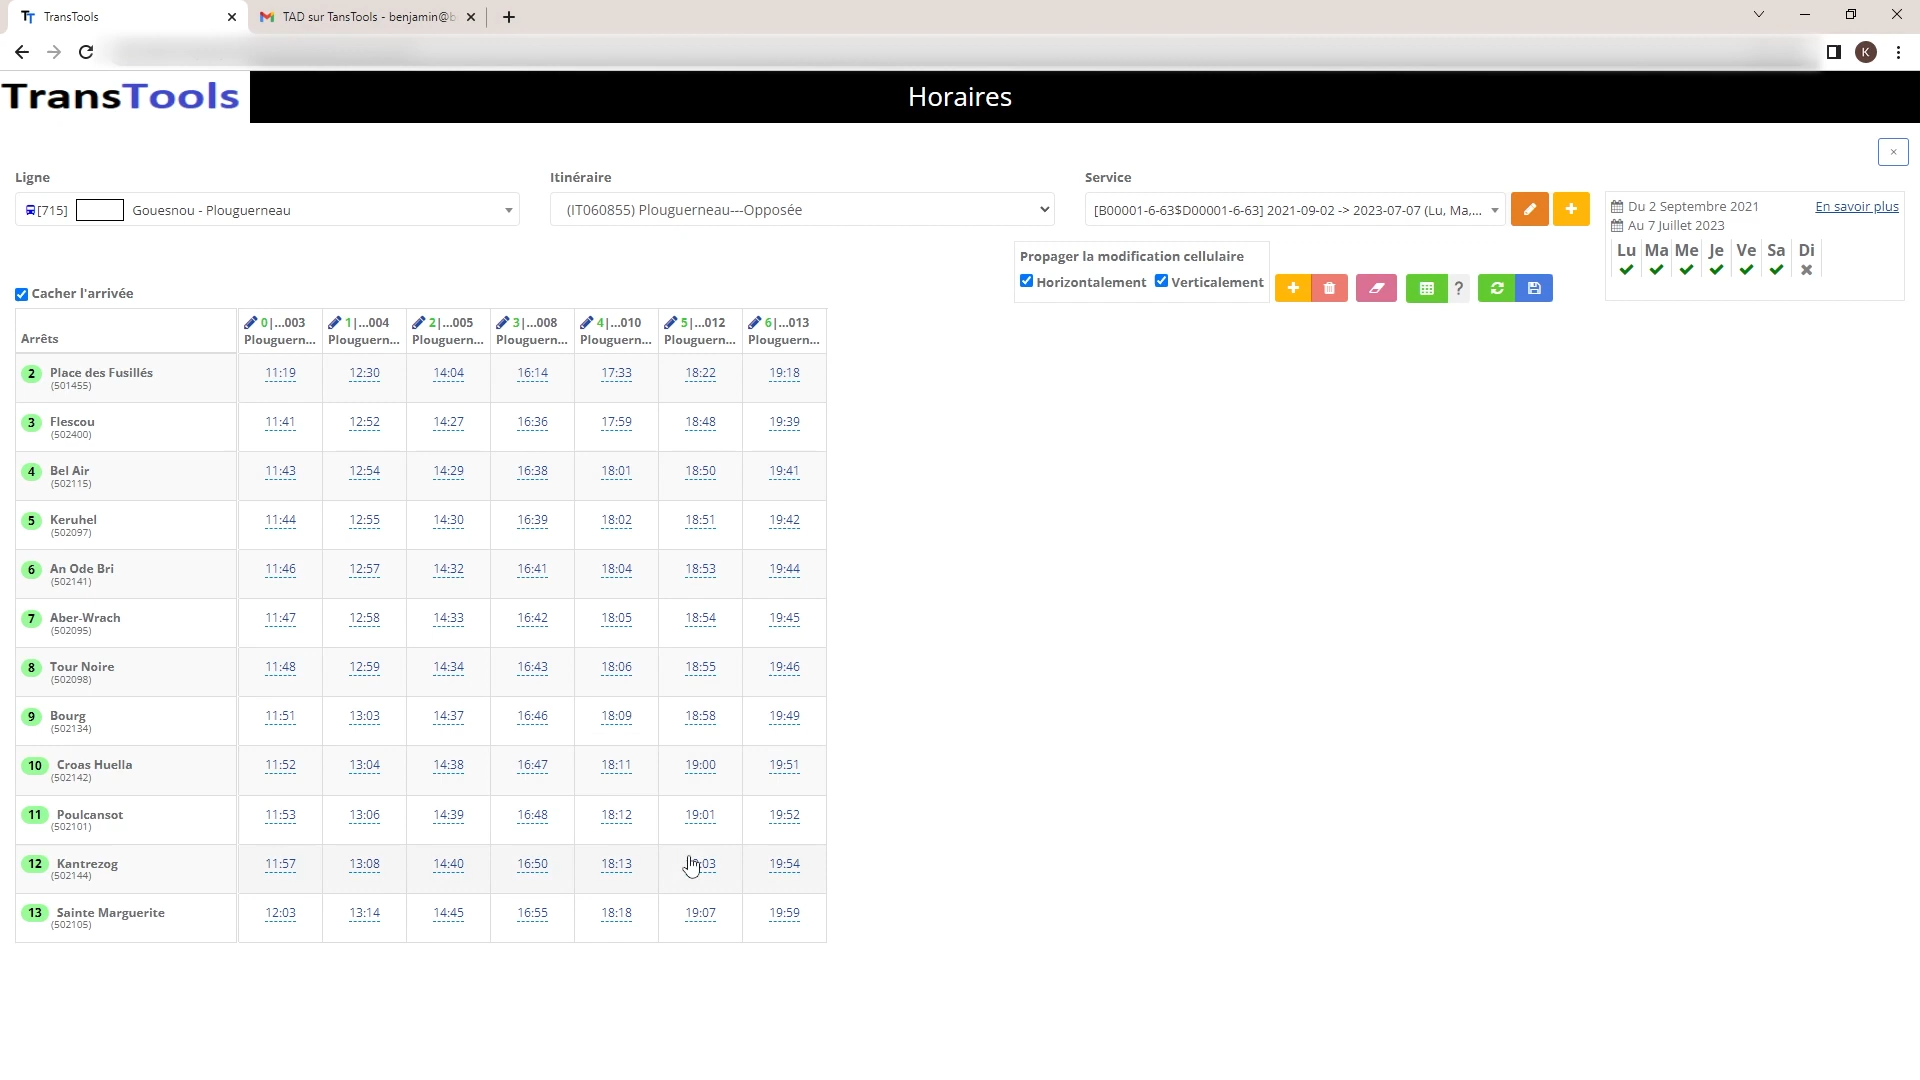 TransTools
TAD sur TansTools - benjamin@b
K
TransTools
Horaires
×
Ligne
Itinéraire
Service
[715] Gouesnou - Plouguerneau
(IT060855) Plouguerneau---Opposée
[B00001-6-63$D00001-6-63] 2021-09-02 -> 2023-07-07 (Lu, Ma,...
Du 2 Septembre 2021
En savoir plus
Au 7 Juillet 2023
Lu Ma Me Je Ve Sa Di
Propager la modification cellulaire
Horizontalement Verticalement
?
Cacher l'arrivée
Arrêts
0|...003 1|...004 2|...005 3|...008 4|...010 5|...012 6|...013
Plouguern... Plouguern... Plouguern... Plouguern... Plouguern... Plouguern... Plouguern...
2 Place des Fusillés 11:19 12:30 14:04 16:14 17:33 18:22 19:18
(501455)
3 Flescou 11:41 12:52 14:27 16:36 17:59 18:48 19:39
(502400)
4 Bel Air 11:43 12:54 14:29 16:38 18:01 18:50 19:41
(502115)
5 Keruhel 11:44 12:55 14:30 16:39 18:02 18:51 19:42
(502097)
6 An Ode Bri 11:46 12:57 14:32 16:41 18:04 18:53 19:44
(502141)
7 Aber-Wrach 11:47 12:58 14:33 16:42 18:05 18:54 19:45
(502095)
8 Tour Noire 11:48 12:59 14:34 16:43 18:06 18:55 19:46
(502098)
9 Bourg 11:51 13:03 14:37 16:46 18:09 18:58 19:49
(502134)
10 Croas Huella 11:52 13:04 14:38 16:47 18:11 19:00 19:51
(502142)
11 Poulcansot 11:53 13:06 14:39 16:48 18:12 19:01 19:52
(502101)
12 Kantrezog 11:57 13:08 14:40 16:50 18:13 :03 19:54
(502144)
13 Sainte Marguerite 12:03 13:14 14:45 16:55 18:18 19:07 19:59
(502105)